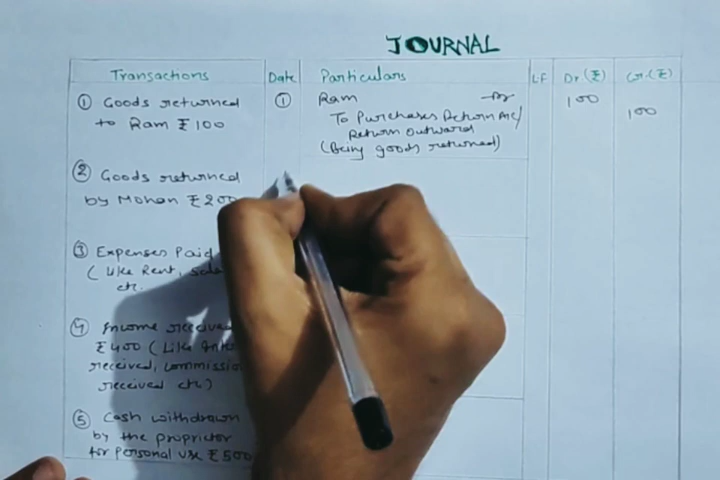 JOURNAL
Transactions Date Particulars LF Dr.(₹) Cr.(₹)
① Goods returned
to Ram ₹100
② Goods returned
by Mohan ₹200
③ Expenses Paid
(Like Rent,
etc.
④ Income received
₹400 (Like
received, commission
received etc)
⑤ Cash withdrawn
by the proprietor
for personal use ₹500
① Ram Dr 100
To Purchases Return A/c/ 100
Return Outward
(Being goods returned)